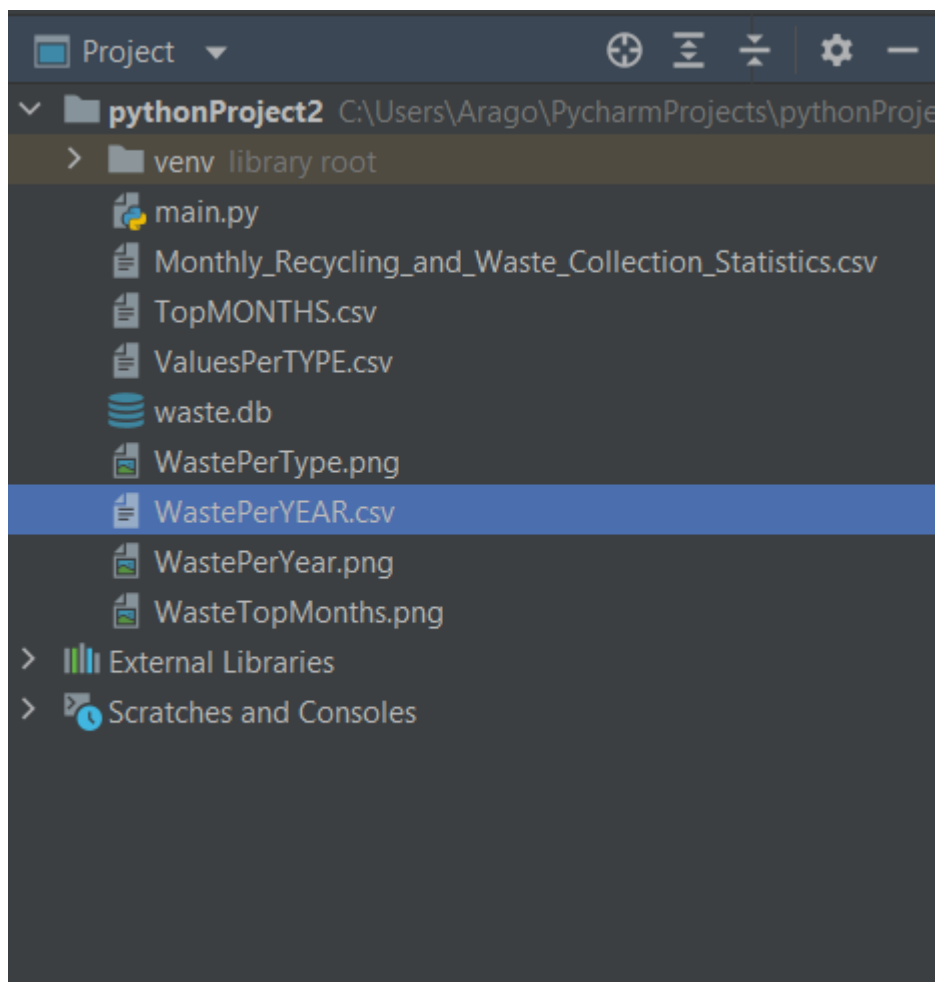 Project
pythonProject2 C:\Users\Arago\PycharmProjects\pythonProje
venv library root
main.py
Monthly_Recycling_and_Waste_Collection_Statistics.csv
TopMONTHS.csv
ValuesPerTYPE.csv
waste.db
WastePerType.png
WastePerYEAR.csv
WastePerYear.png
WasteTopMonths.png
External Libraries
Scratches and Consoles